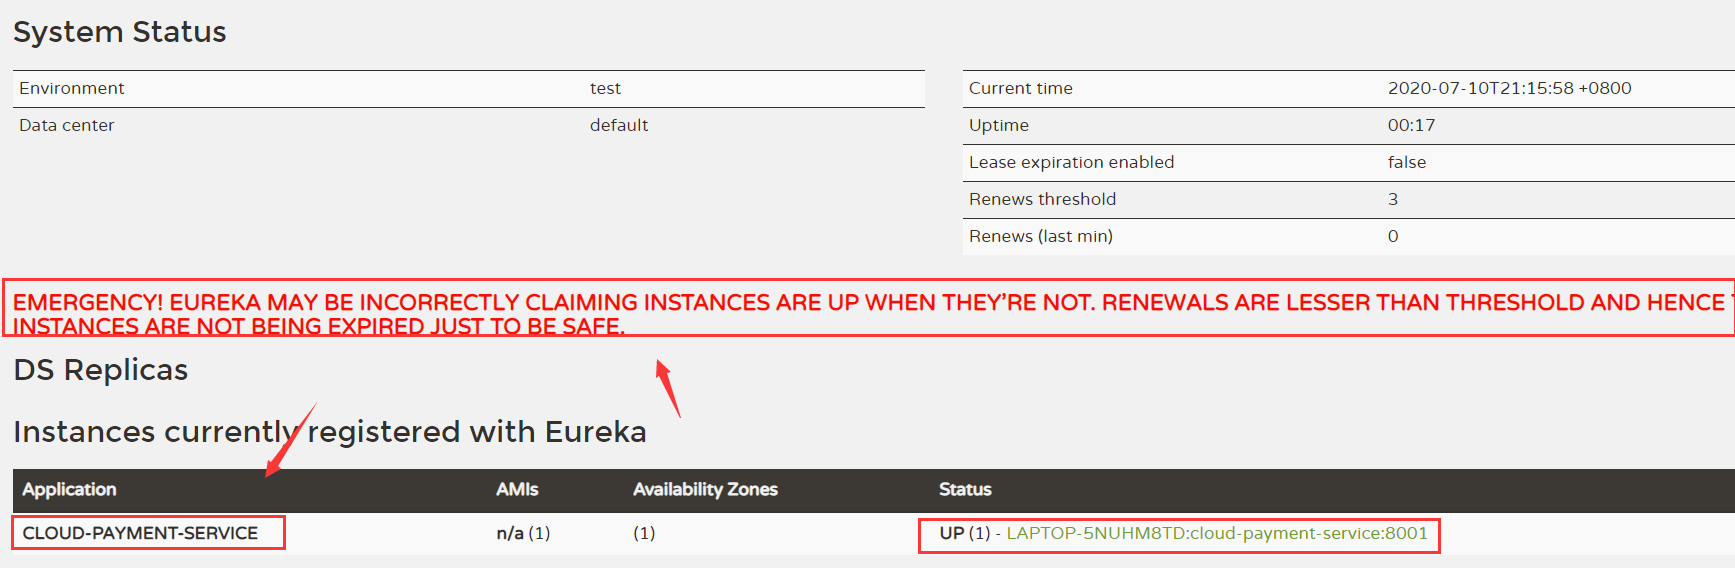 System Status
Environment test
Data center default
Current time 2020-07-10T21:15:58 +0800
Uptime 00:17
Lease expiration enabled false
Renews threshold 3
Renews (last min) 0
EMERGENCY! EUREKA MAY BE INCORRECTLY CLAIMING INSTANCES ARE UP WHEN THEY'RE NOT. RENEWALS ARE LESSER THAN THRESHOLD AND HENCE
INSTANCES ARE NOT BEING EXPIRED JUST TO BE SAFE.
DS Replicas
Instances currently registered with Eureka
Application AMIs Availability Zones Status
CLOUD-PAYMENT-SERVICE n/a (1) (1) UP (1) - LAPTOP-5NUHM8TD:cloud-payment-service:8001